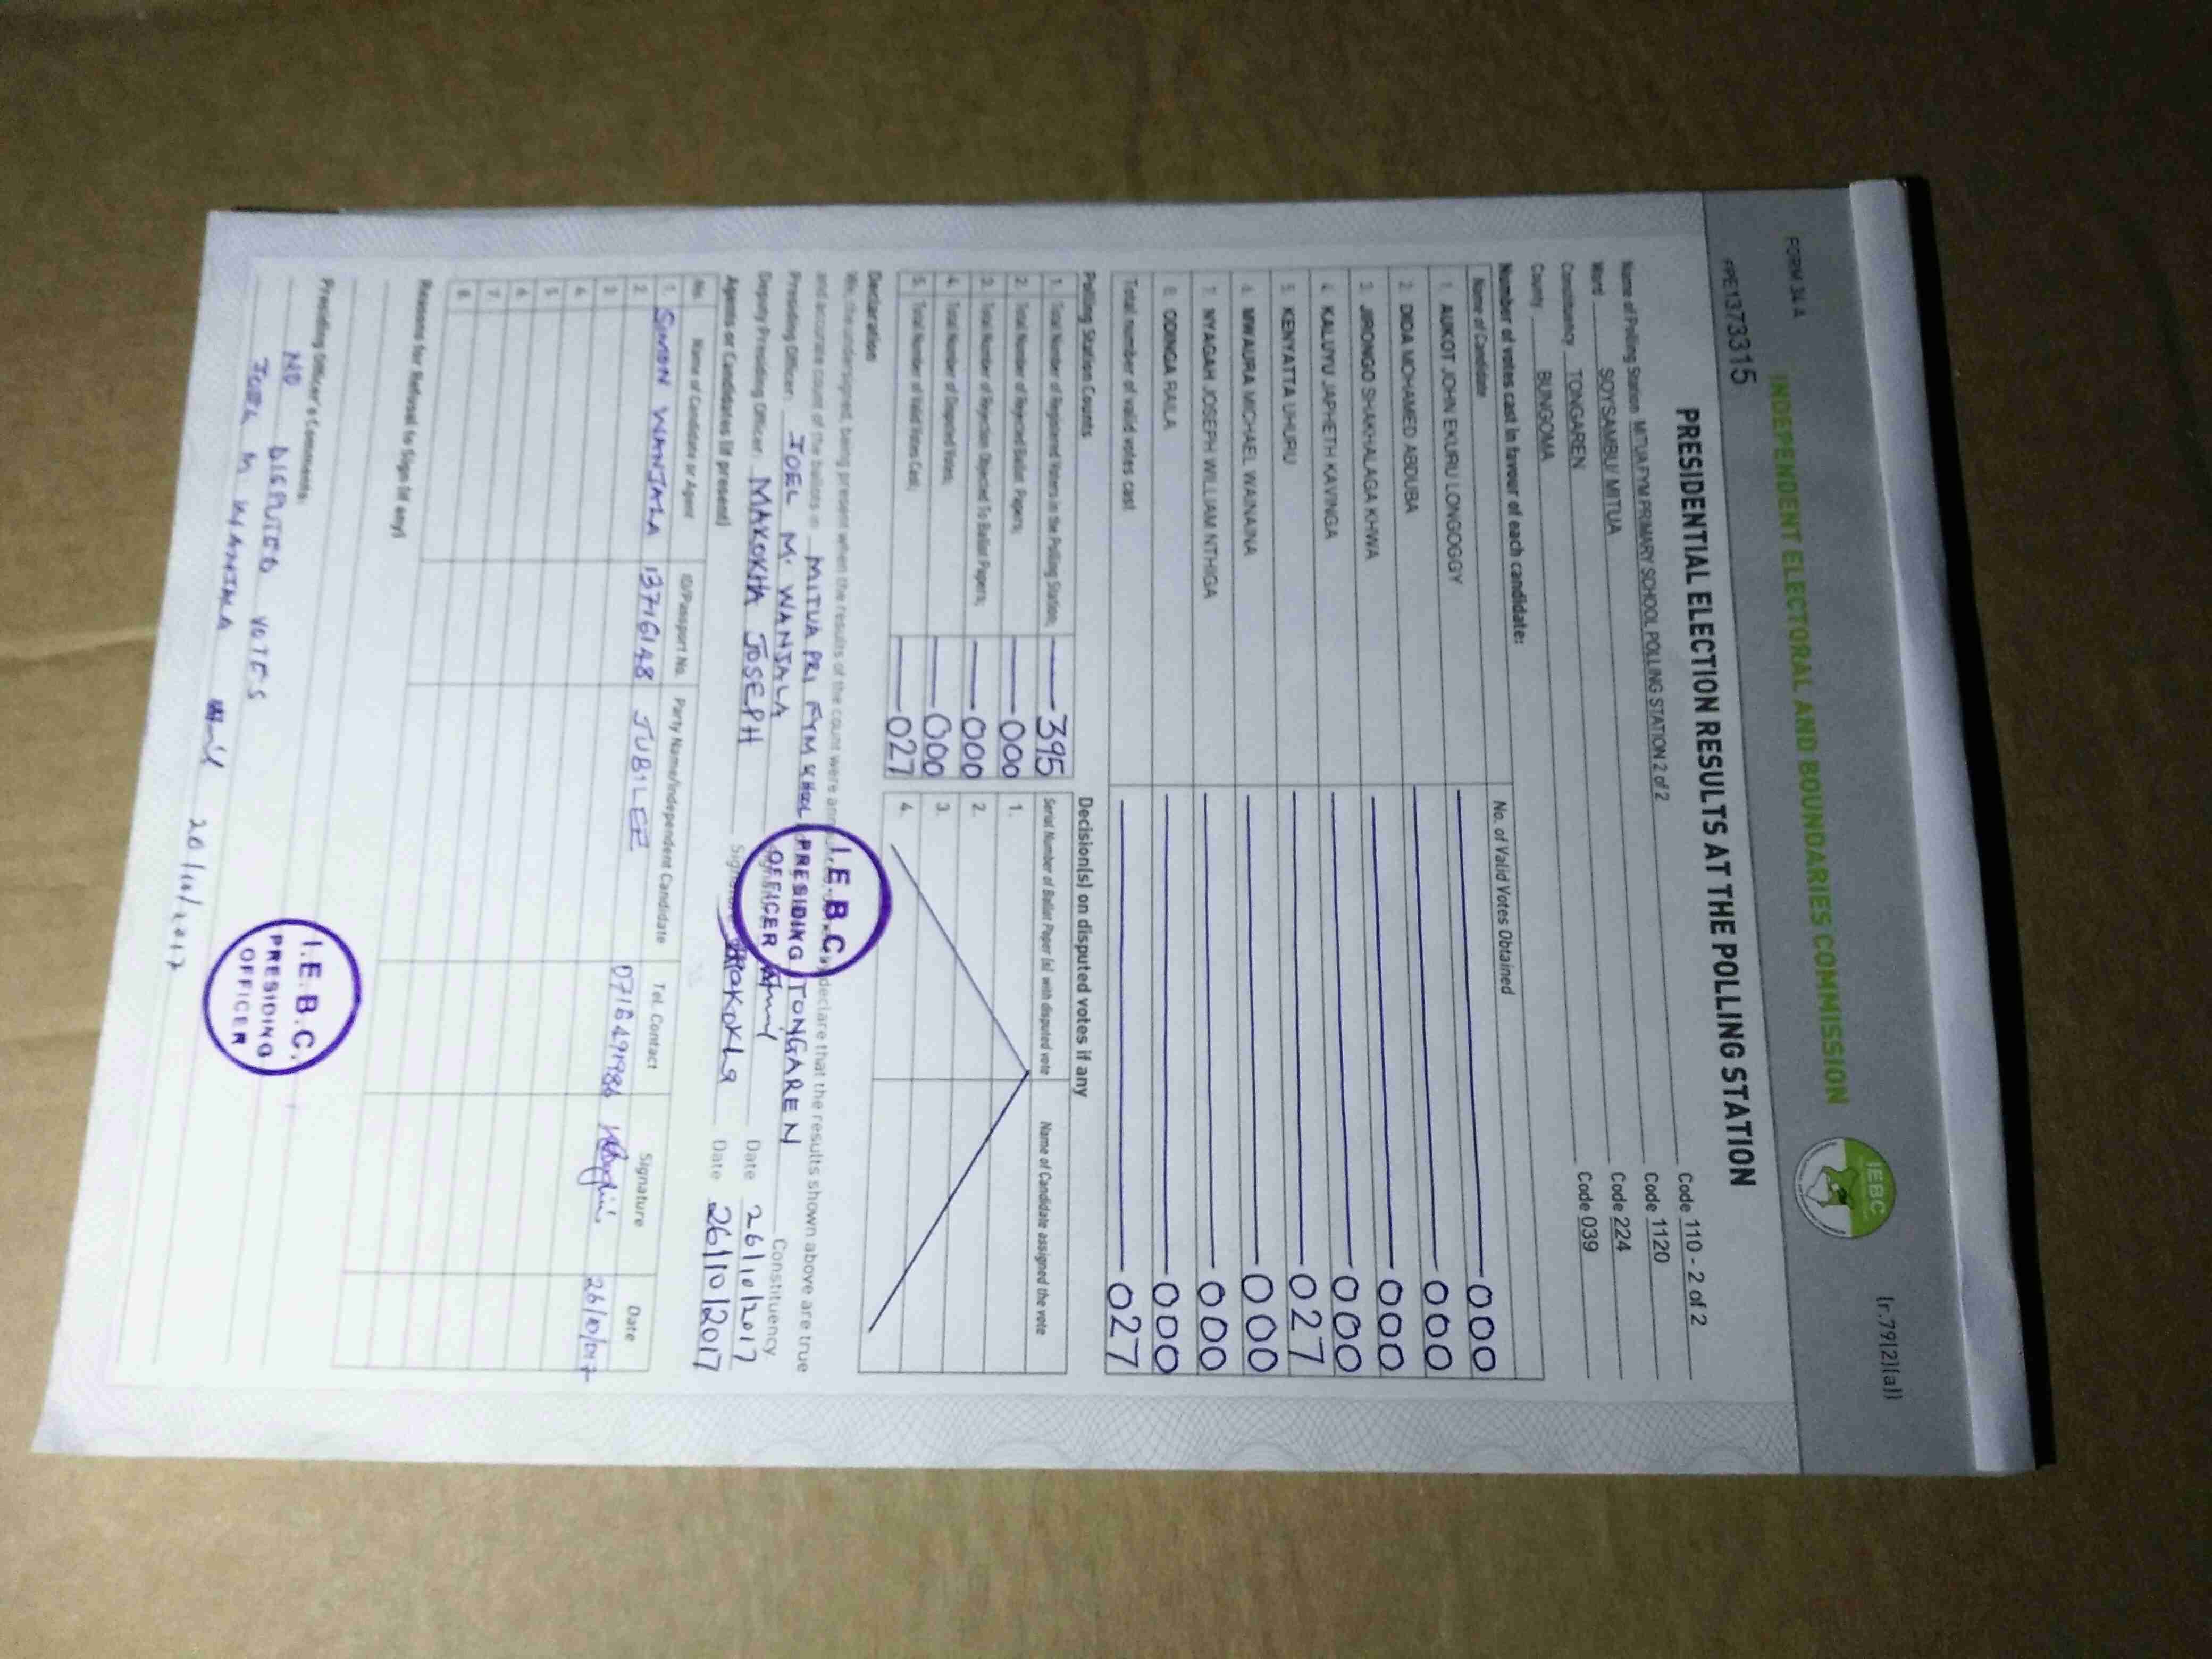 FORM 34A
(r.79(2)(a))
INDEPENDENT ELECTORAL AND BOUNDARIES COMMISSION
IEBC
FPE1373315
PRESIDENTIAL ELECTION RESULTS AT THE POLLING STATION
Name of Polling Station MITUA FYM PRIMARY SCHOOL POLLING STATION 2 of 2 Code 110 - 2 of 2
Ward SOYSAMBU/ MITUA Code 1120
Constituency TONGAREN Code 224
County BUNGOMA Code 039
Number of votes cast in favour of each candidate:
Name of Candidate No. of Valid Votes Obtained
1. AUKOT JOHN EKURU LONGOGGY 000
2. DIDA MOHAMED ABDUBA 000
3. JIRONGO SHAKHALAGA KHWA 000
4. KALUYU JAPHETH KAVINGA 000
5. KENYATTA UHURU 027
6. MWAURA MICHAEL WAINAINA 000
7. NYAGAH JOSEPH WILLIAM NTHIGA 000
8. ODINGA RAILA 000
Total number of valid votes cast 027
Polling Station Counts
1. Total Number of Registered Voters in the Polling Station; 395
2. Total Number of Rejected Ballot Papers; 000
3. Total Number of Rejection Objected To Ballot Papers; 000
4. Total Number of Disputed Votes; 000
5. Total Number of Valid Votes Cast; 027
Decision(s) on disputed votes if any
Serial Number of Ballot Paper (s) with disputed vote Name of Candidate assigned the vote
1.
2.
3.
4.
Declaration
We, the undersigned, being present when the results of the count were declare that the results shown above are true
and accurate count of the ballots in MITUA PRI FYM SCHOOL TONGAREN Constituency
Presiding Officer: JOEL M. WANJALA Signature Date 26/10/2017
Deputy Presiding Officer: MAKOKHA JOSEPH Signature Makokha Date 26/10/2017
I.E.B.C.
PRESIDING
OFFICER
Agents or Candidates (if present)
No. Name of Candidate or Agent ID/Passport No. Party Name/Independent Candidate Tel. Contact Signature Date
1. SIMON WANJALA 13716148 JUBILEE 26/10/017
2.
3.
4.
5.
6.
7.
8.
Reasons for Refusal to Sign (if any)
Presiding Officer's Comments:
NO DISPUTED VOTES
JOEL M WANJALA
I.E.B.C.
PRESIDING
OFFICER